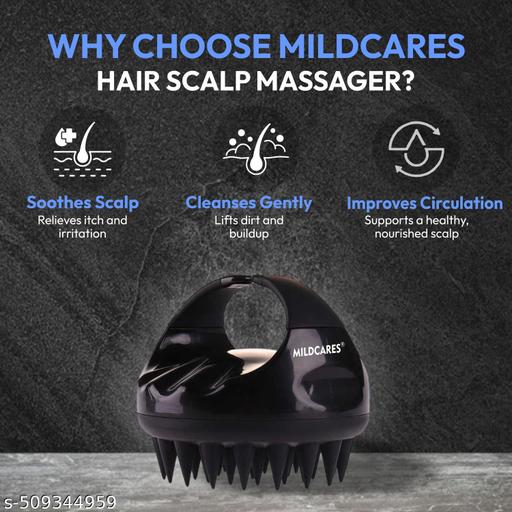 WHY CHOOSE MILDCARES
HAIR SCALP MASSAGER?
Soothes Scalp
Relieves itch and
irritation
Cleanses Gently
Lifts dirt and
buildup
Improves Circulation
Supports a healthy,
nourished scalp
MILDCARES®
s-509344959